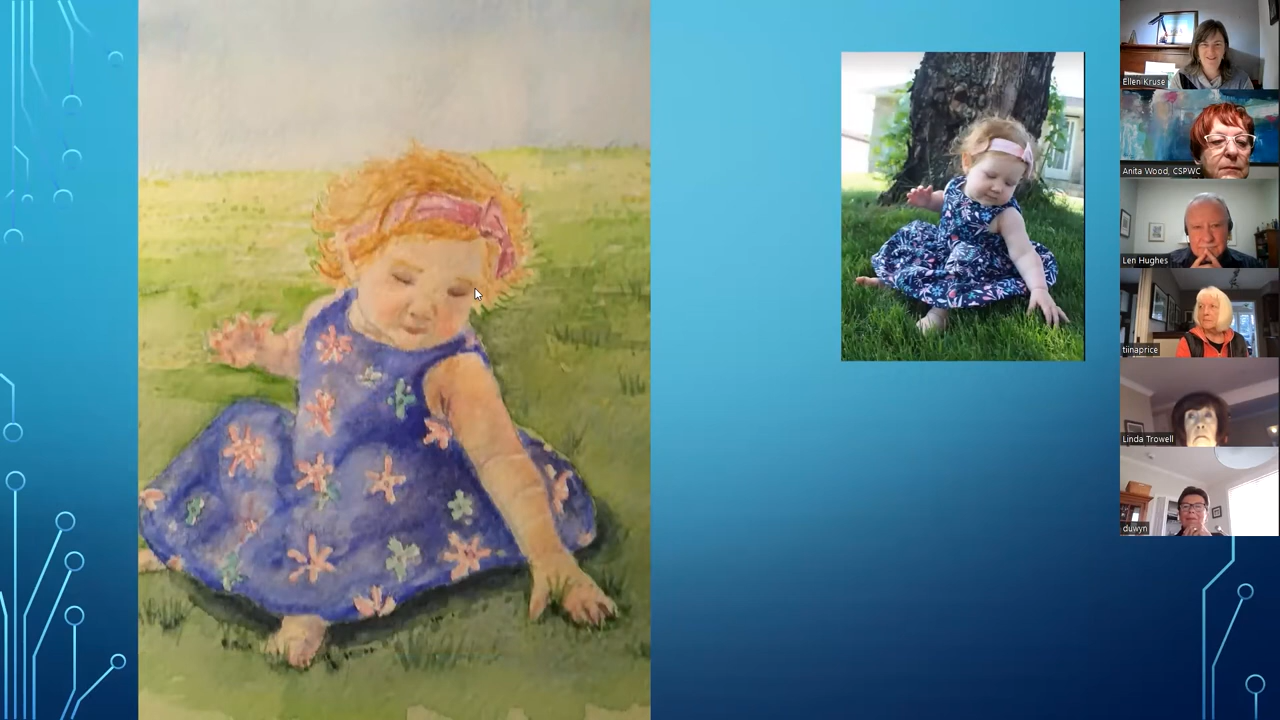 Ellen Kruse
Anita Wood, CSPWC
Len Hughes
tiinaprice
Linda Trowell
duwyn